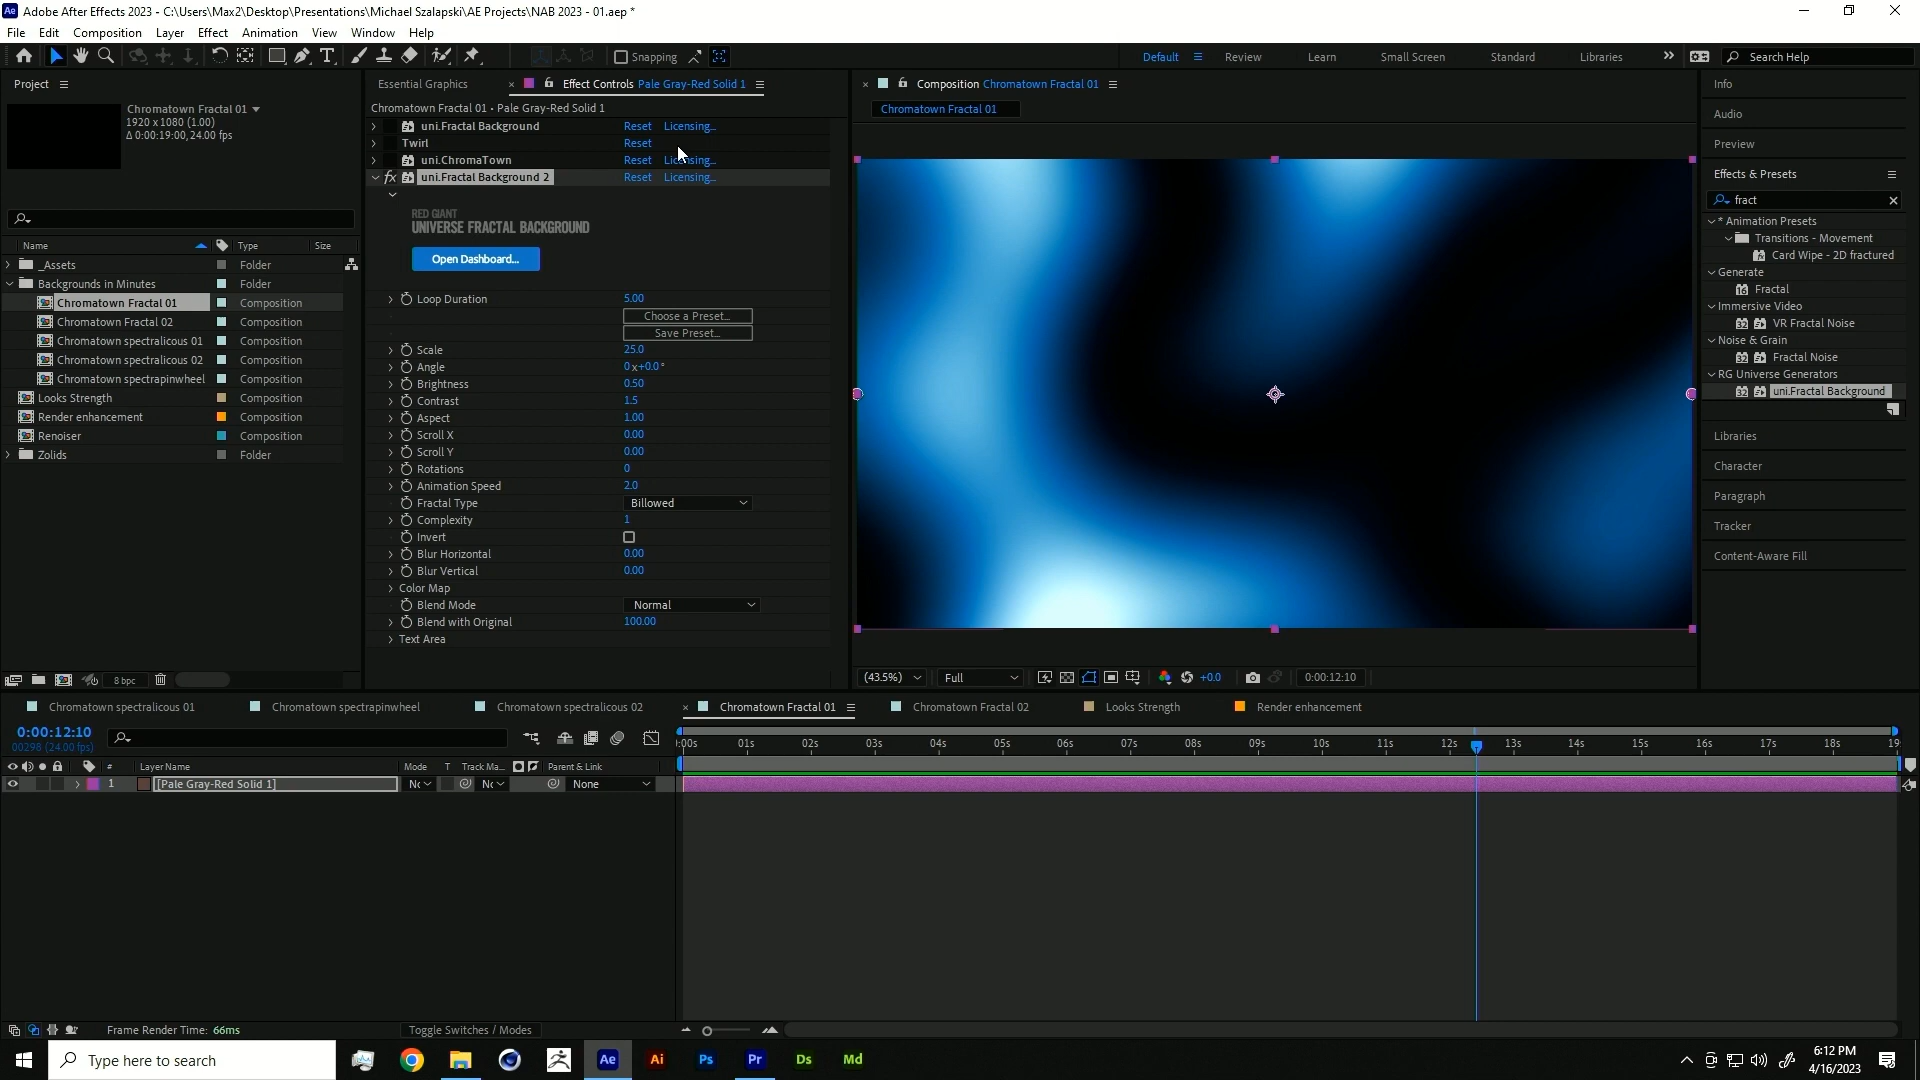 Adobe After Effects 2023 - C:\Users\Max2\Desktop\Presentations\Michael Szalapski\AE Projects\NAB 2023 - 01.aep *
File Edit Composition Layer Effect Animation View Window Help
Snapping
Default Review Learn Small Screen Standard Libraries
Search Help
Project
Chromatown Fractal 01
1920 x 1080 (1.00)
Δ 0:00:19:00, 24.00 fps
Name Type Size
_Assets Folder
Backgrounds in Minutes Folder
Chromatown Fractal 01 Composition
Chromatown Fractal 02 Composition
Chromatown spectralicous 01 Composition
Chromatown spectralicous 02 Composition
Chromatown spectrapinwheel Composition
Looks Strength Composition
Render enhancement Composition
Renoiser Composition
Zolids Folder
8 bpc
Essential Graphics
Effect Controls Pale Gray-Red Solid 1
Chromatown Fractal 01 • Pale Gray-Red Solid 1
uni.Fractal Background Reset Licensing...
Twirl Reset
uni.ChromaTown Reset Licensing...
fx uni.Fractal Background 2 Reset Licensing...
RED GIANT
UNIVERSE FRACTAL BACKGROUND
Open Dashboard...
Loop Duration 5.00
Choose a Preset...
Save Preset...
Scale 25.0
Angle 0x+0.0°
Brightness 0.50
Contrast 1.5
Aspect 1.00
Scroll X 0.00
Scroll Y 0.00
Rotations 0
Animation Speed 2.0
Fractal Type Billowed
Complexity 1
Invert
Blur Horizontal 0.00
Blur Vertical 0.00
Color Map
Blend Mode Normal
Blend with Original 100.00
Text Area
Composition Chromatown Fractal 01
Chromatown Fractal 01
(43.5%) Full +0.0 0:00:12:10
Info
Audio
Preview
Effects & Presets
fract
* Animation Presets
Transitions - Movement
Card Wipe - 2D fractured
Generate
16 Fractal
Immersive Video
32 VR Fractal Noise
Noise & Grain
32 Fractal Noise
RG Universe Generators
32 uni.Fractal Background
Libraries
Character
Paragraph
Tracker
Content-Aware Fill
Chromatown spectralicous 01 Chromatown spectrapinwheel Chromatown spectralicous 02 Chromatown Fractal 01 Chromatown Fractal 02 Looks Strength Render enhancement
0:00:12:10
00298 (24.00 fps)
:00s 01s 02s 03s 04s 05s 06s 07s 08s 09s 10s 11s 12s 13s 14s 15s 16s 17s 18s 19
# Layer Name Mode T Track Ma... Parent & Link
1 [Pale Gray-Red Solid 1] Nc Nc None
Frame Render Time: 66ms
Toggle Switches / Modes
Type here to search
Ae Ai Ps Pr Ds Md
6:12 PM
4/16/2023